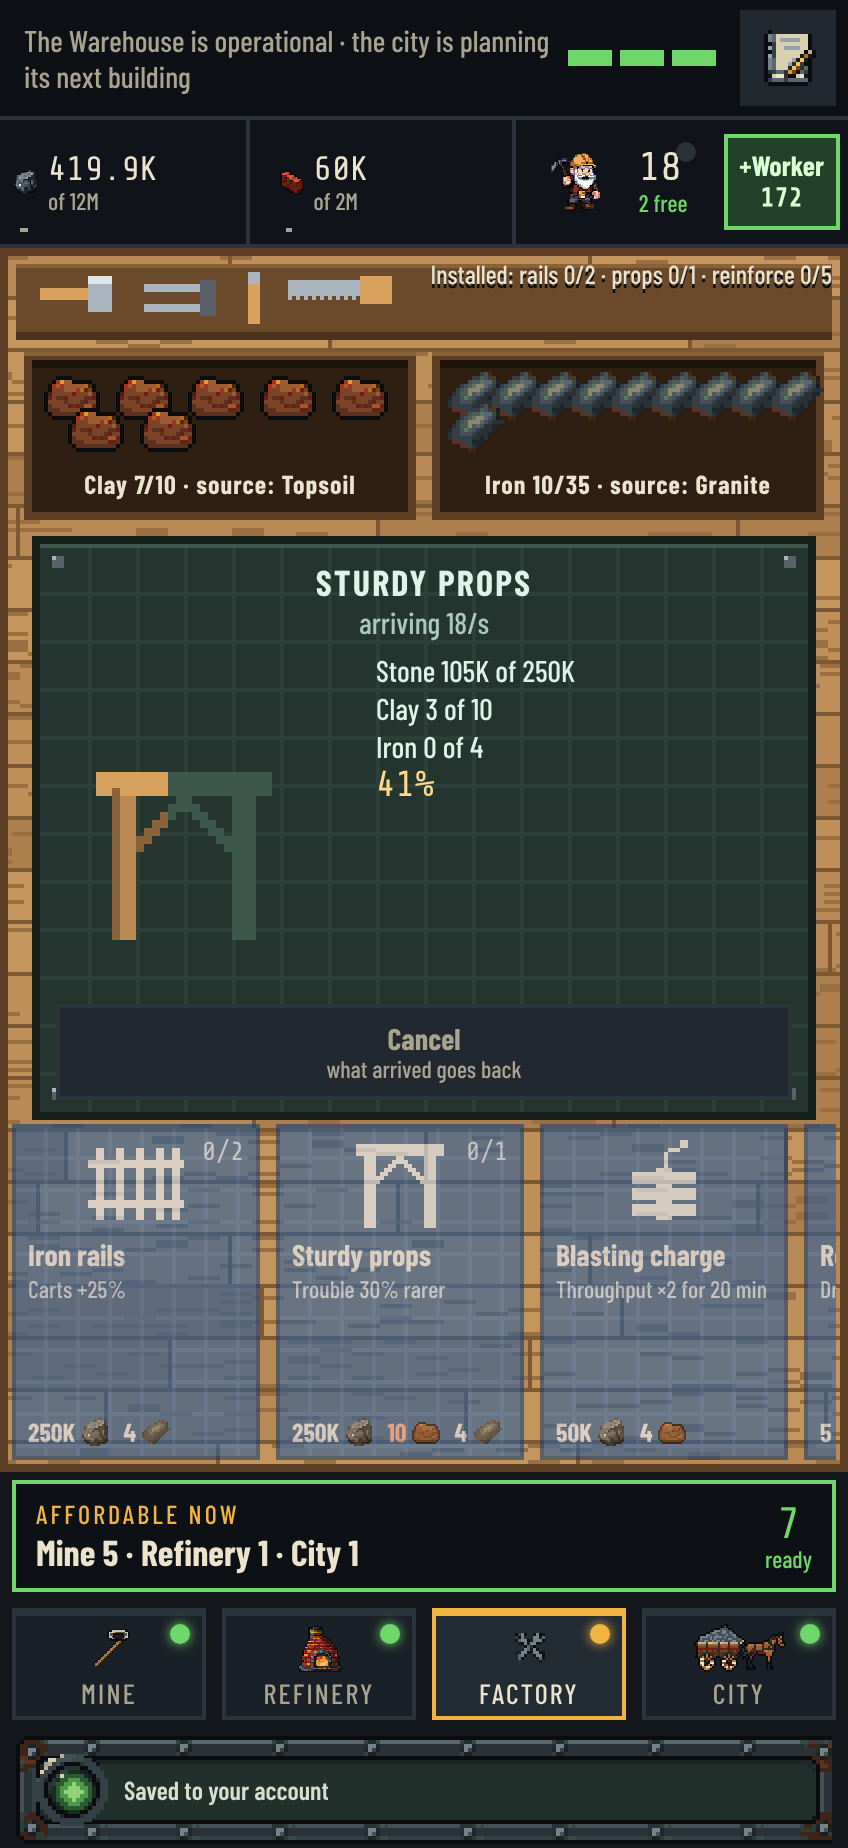 The Warehouse is operational · the city is planning
its next building
419.9K
of 12M
60K
of 2M
18
2 free
+Worker
172
Installed: rails 0/2 · props 0/1 · reinforce 0/5
Clay 7/10 · source: Topsoil
Iron 10/35 · source: Granite
STURDY PROPS
arriving 18/s
Stone 105K of 250K
Clay 3 of 10
Iron 0 of 4
41%
Cancel
what arrived goes back
0/2
0/1
Iron rails
Sturdy props
Blasting charge
Carts +25%
Trouble 30% rarer
Throughput ×2 for 20 min
250K 4
250K 10 4
50K 4
5
AFFORDABLE NOW
Mine 5 · Refinery 1 · City 1
7
ready
MINE
REFINERY
FACTORY
CITY
Saved to your account